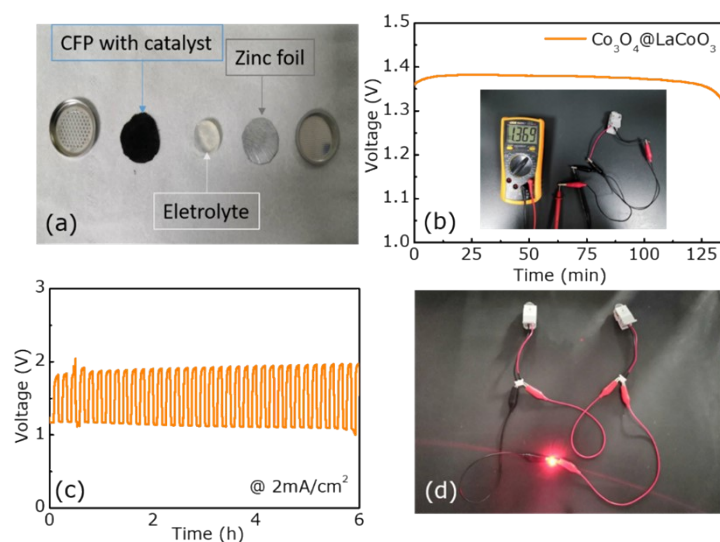 CFP with catalyst
Zinc foil
Eletrolyte
(a)
1.5
1.4
1.3
1.2
1.1
1.0
Voltage (V)
Co₃O₄@LaCoO₃
1.369
(b)
0
25
50
75
100
125
Time (min)
3
2
1
0
Voltage (V)
(c)
@ 2mA/cm²
0
2
4
6
Time (h)
(d)